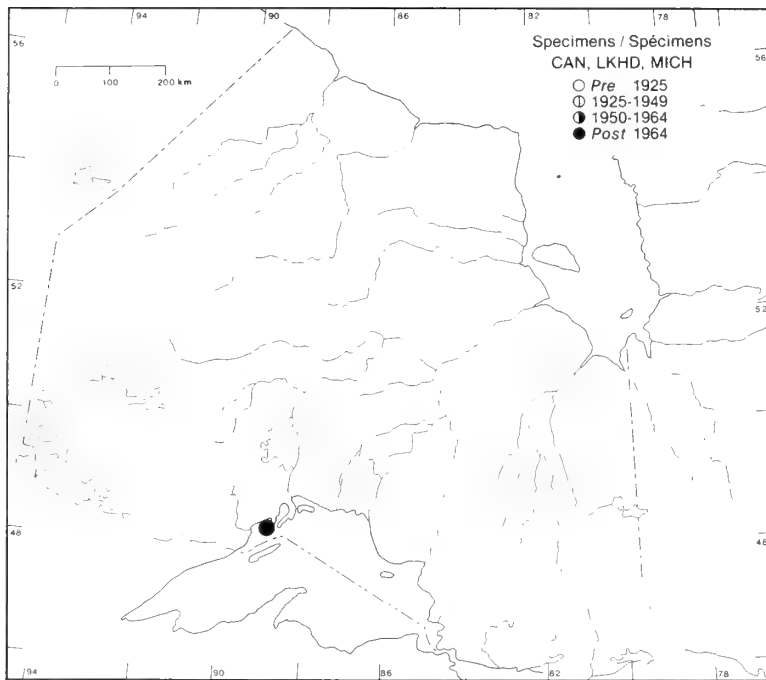 94 90 86 82 78
56 56
Specimens / Spécimens
CAN, LKHD, MICH
Pre 1925
1925-1949
1950-1964
Post 1964
0 100 200 km
52 52
48 48
94 90 86 82 78